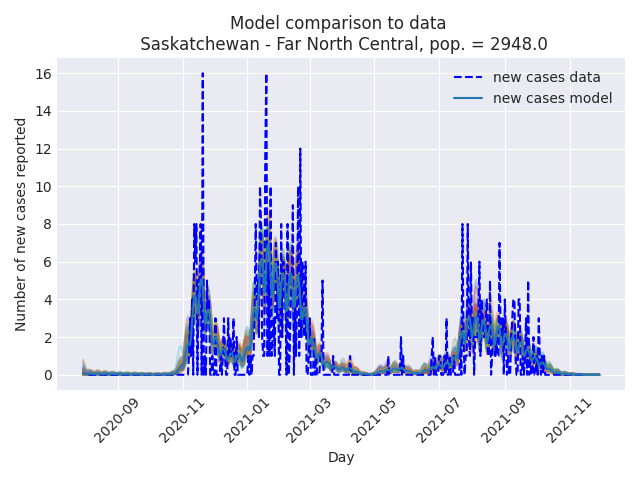 Model comparison to data
Saskatchewan - Far North Central, pop. = 2948.0
new cases data
new cases model
Number of new cases reported
16
14
12
10
8
6
4
2
0
2020-09
2020-11
2021-01
2021-03
2021-05
2021-07
2021-09
2021-11
Day